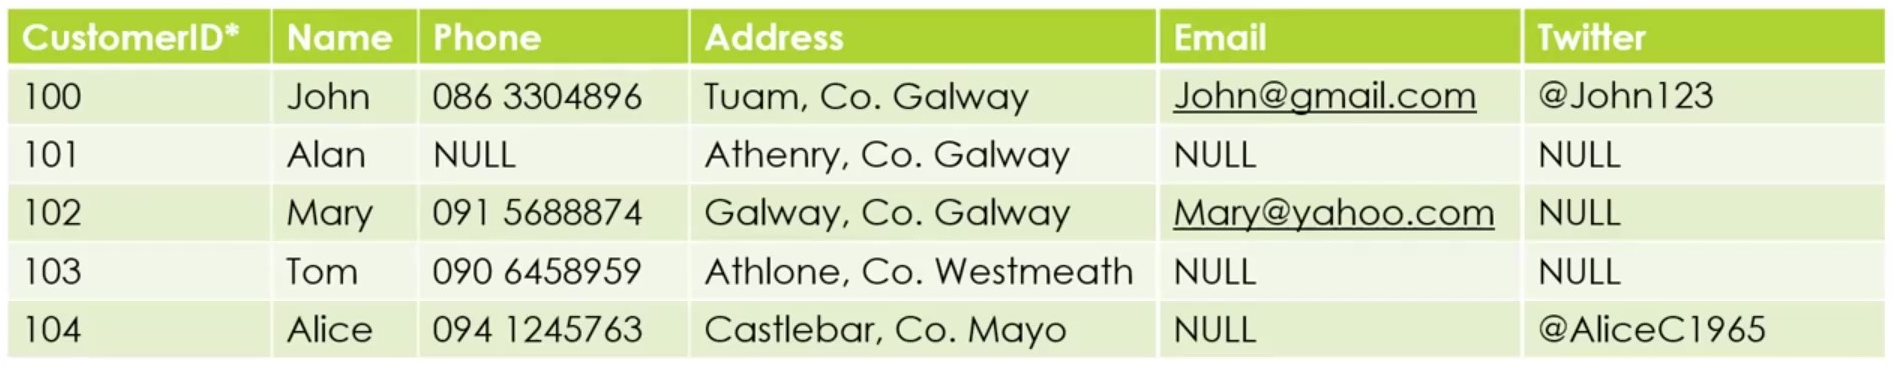 CustomerID* Name Phone Address Email Twitter
100 John 086 3304896 Tuam, Co. Galway John@gmail.com @John123
101 Alan NULL Athenry, Co. Galway NULL NULL
102 Mary 091 5688874 Galway, Co. Galway Mary@yahoo.com NULL
103 Tom 090 6458959 Athlone, Co. Westmeath NULL NULL
104 Alice 094 1245763 Castlebar, Co. Mayo NULL @AliceC1965